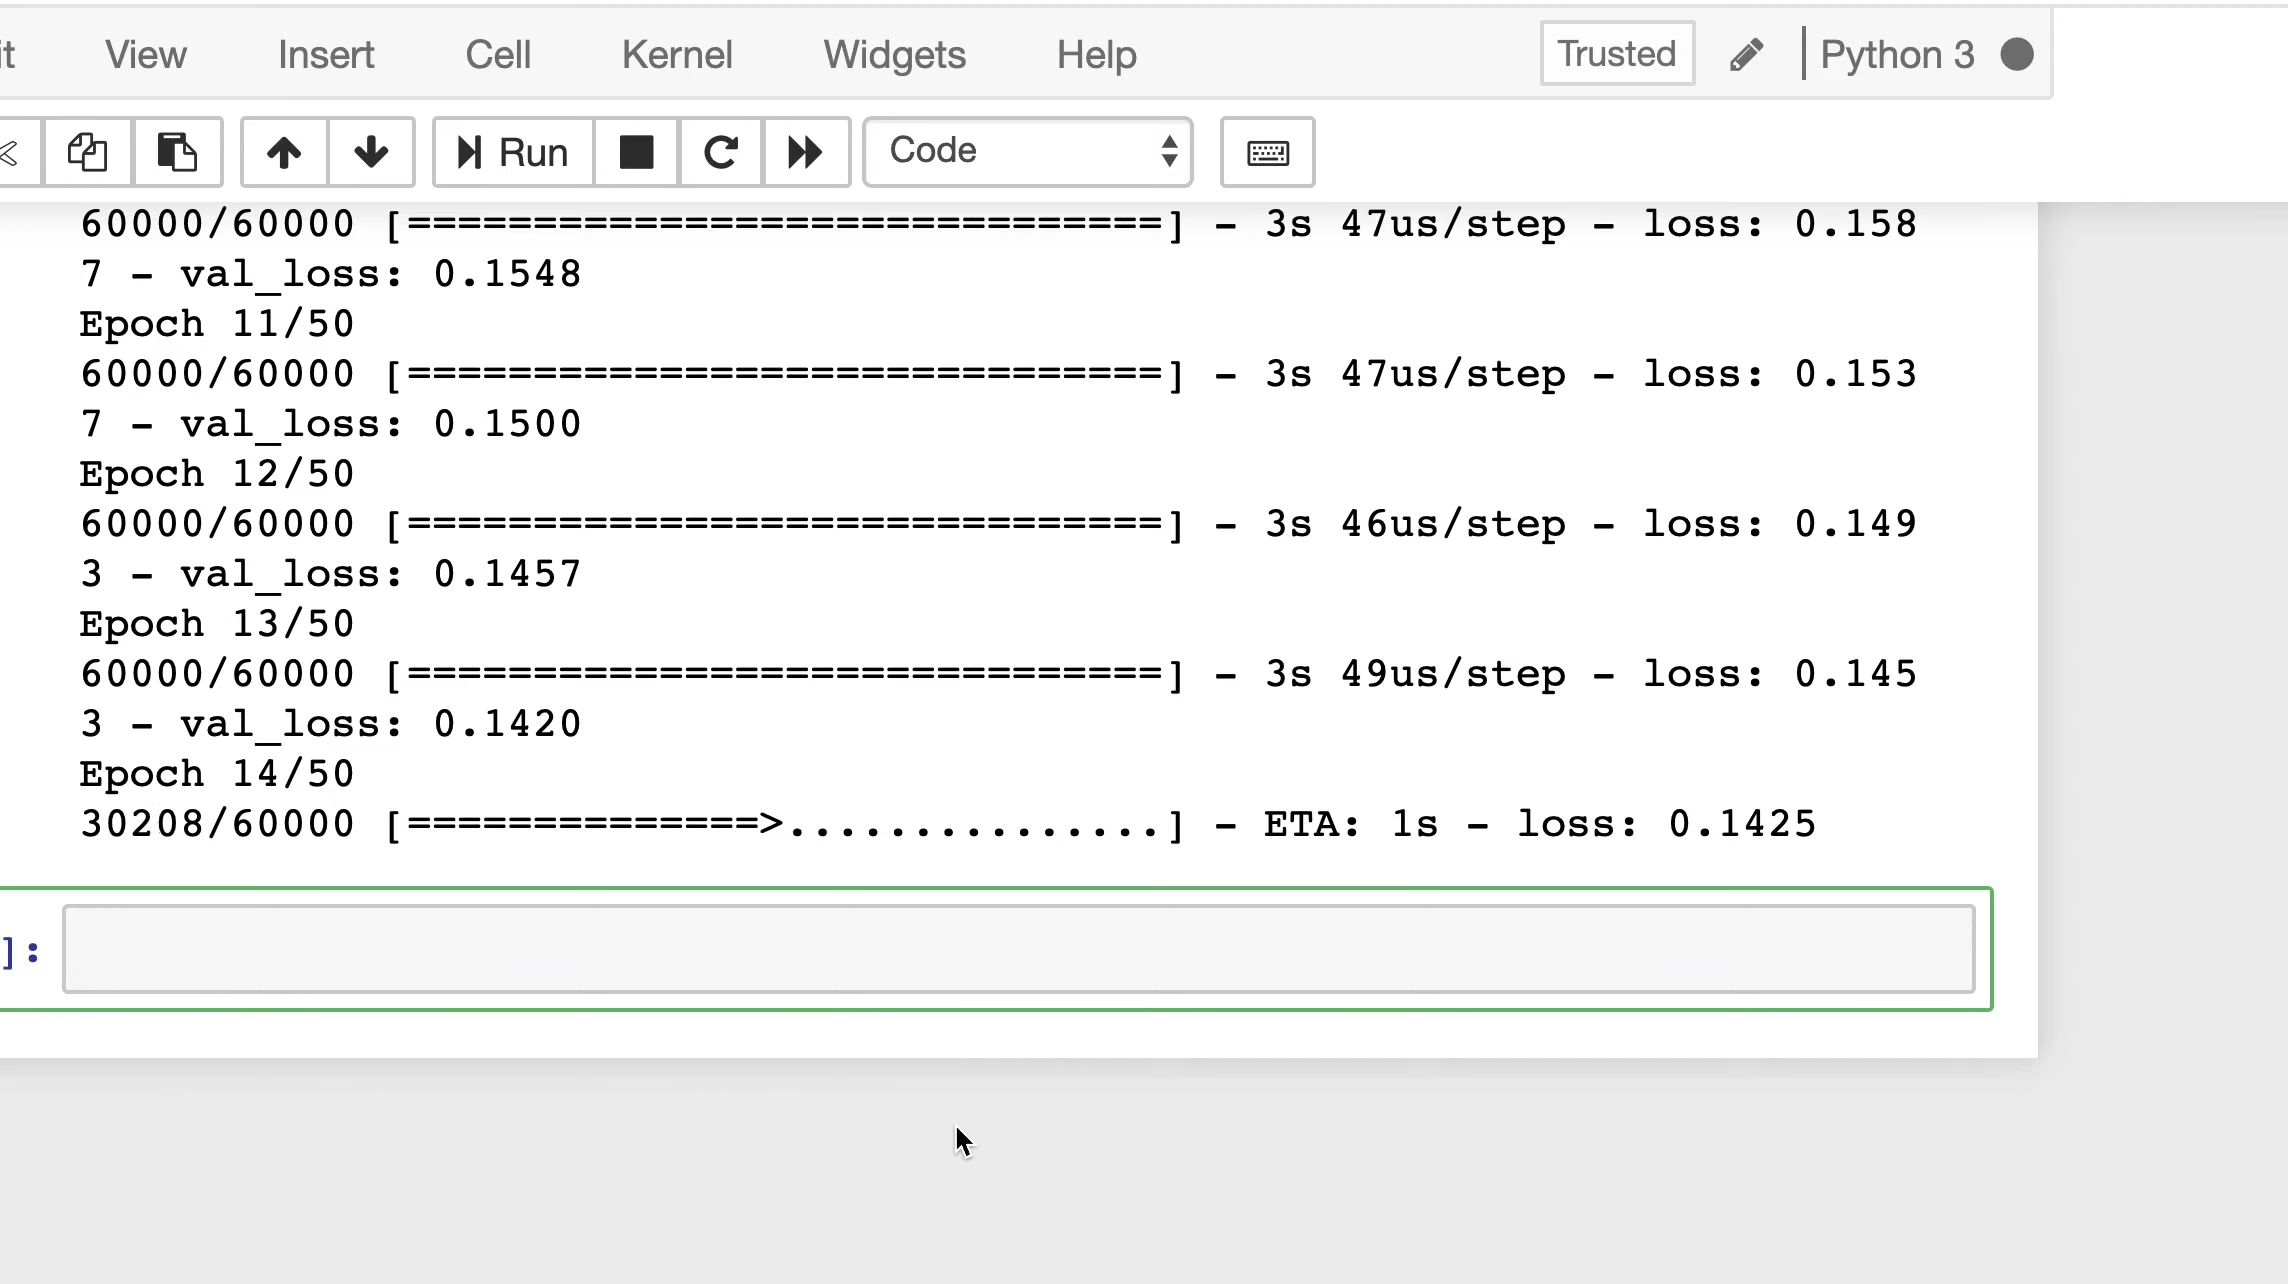 it View Insert Cell Kernel Widgets Help Trusted Python 3
Run Code
60000/60000 [==============================] - 3s 47us/step - loss: 0.158
7 - val_loss: 0.1548
Epoch 11/50
60000/60000 [==============================] - 3s 47us/step - loss: 0.153
7 - val_loss: 0.1500
Epoch 12/50
60000/60000 [==============================] - 3s 46us/step - loss: 0.149
3 - val_loss: 0.1457
Epoch 13/50
60000/60000 [==============================] - 3s 49us/step - loss: 0.145
3 - val_loss: 0.1420
Epoch 14/50
30208/60000 [==============>...............] - ETA: 1s - loss: 0.1425
]: